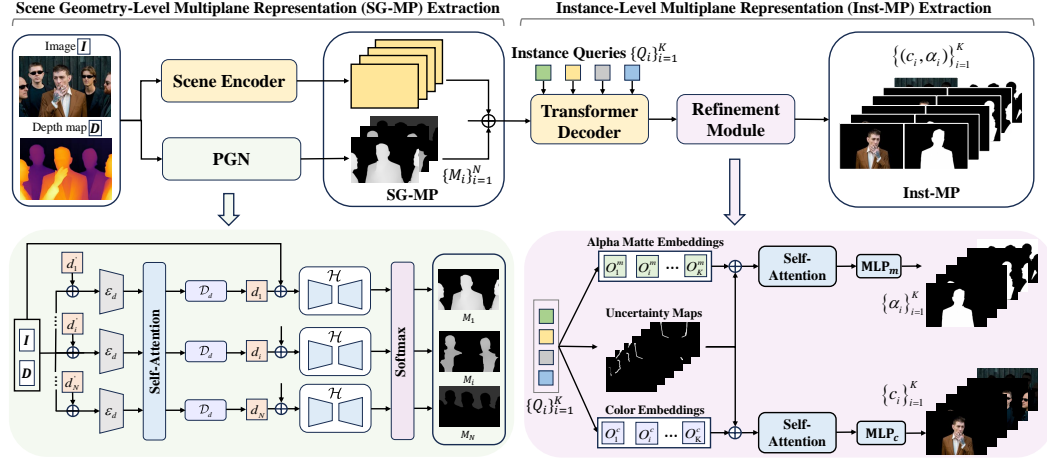 Scene Geometry-Level Multiplane Representation (SG-MP) Extraction
Instance-Level Multiplane Representation (Inst-MP) Extraction
Image I
Depth map D
Scene Encoder
PGN
{M_i}_{i=1}^N
SG-MP
Instance Queries {Q_i}_{i=1}^K
Transformer
Decoder
Refinement
Module
{(c_i, α_i)}_{i=1}^K
Inst-MP
I
D
d_1'
d_i'
d_N'
ε_d
ε_d
ε_d
Self-Attention
D_d
D_d
D_d
d_1
d_i
d_N
H
H
H
Softmax
M_1
M_i
M_N
{Q_i}_{i=1}^K
Alpha Matte Embeddings
O_1^m O_i^m ... O_K^m
Uncertainty Maps
Color Embeddings
O_1^c O_i^c ... O_K^c
Self-
Attention
MLP_m
{α_i}_{i=1}^K
Self-
Attention
MLP_c
{c_i}_{i=1}^K